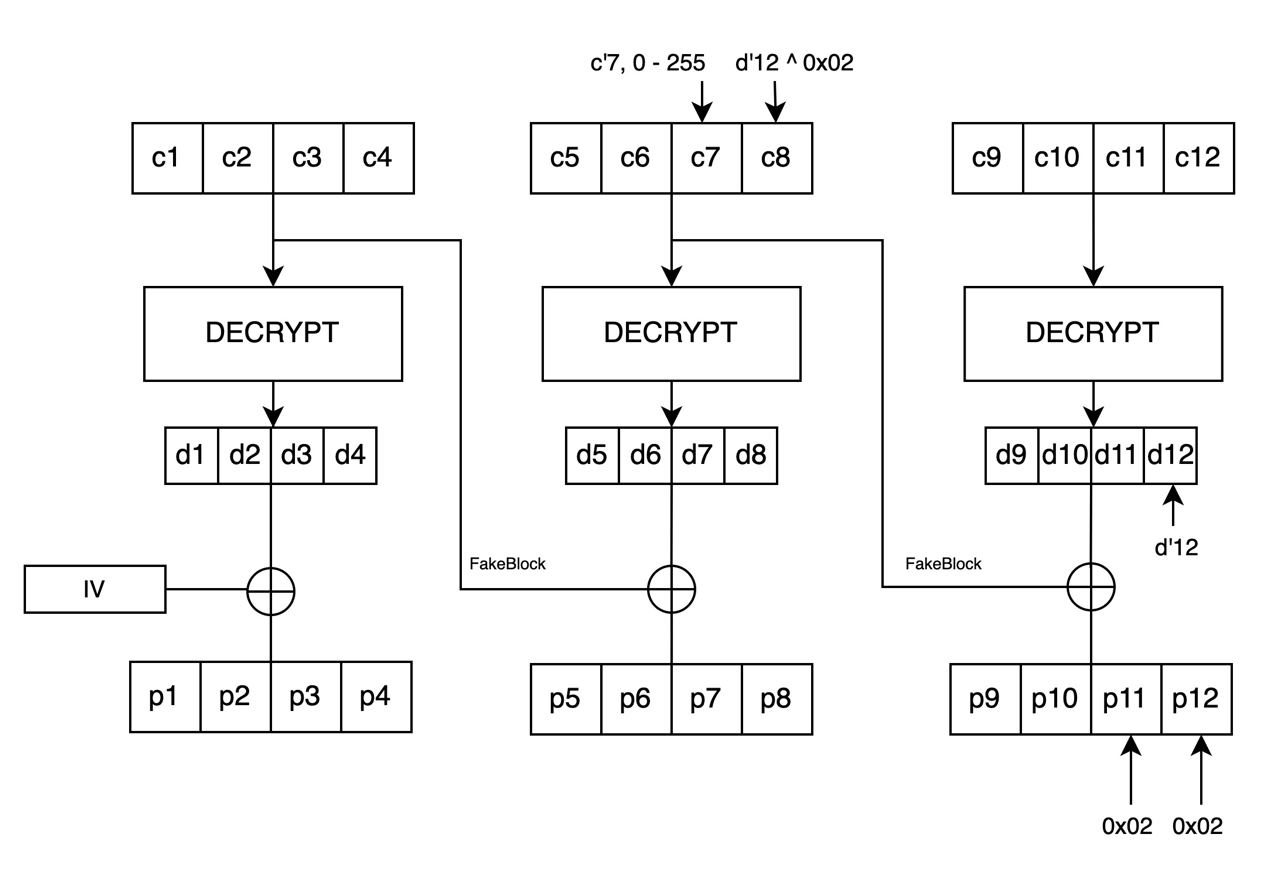 c'7, 0 - 255 d'12 ^ 0x02
c1 c2 c3 c4 c5 c6 c7 c8 c9 c10 c11 c12
DECRYPT DECRYPT DECRYPT
d1 d2 d3 d4 d5 d6 d7 d8 d9 d10 d11 d12
d'12
FakeBlock FakeBlock
IV
p1 p2 p3 p4 p5 p6 p7 p8 p9 p10 p11 p12
0x02 0x02